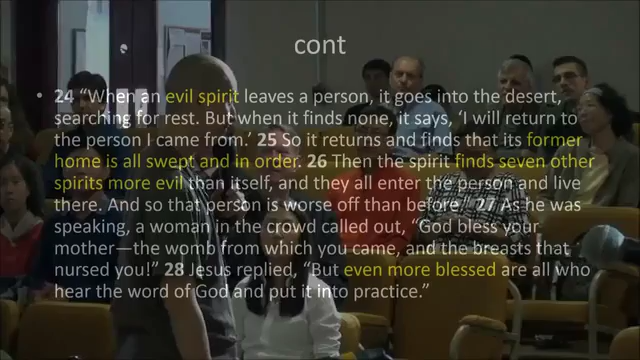 cont
• 24 “When an evil spirit leaves a person, it goes into the desert,
searching for rest. But when it finds none, it says, ‘I will return to
the person I came from.’ 25 So it returns and finds that its former
home is all swept and in order. 26 Then the spirit finds seven other
spirits more evil than itself, and they all enter the person and live
there. And so that person is worse off than before.” 27 As he was
speaking, a woman in the crowd called out, “God bless your
mother—the womb from which you came, and the breasts that
nursed you!” 28 Jesus replied, “But even more blessed are all who
hear the word of God and put it into practice.”